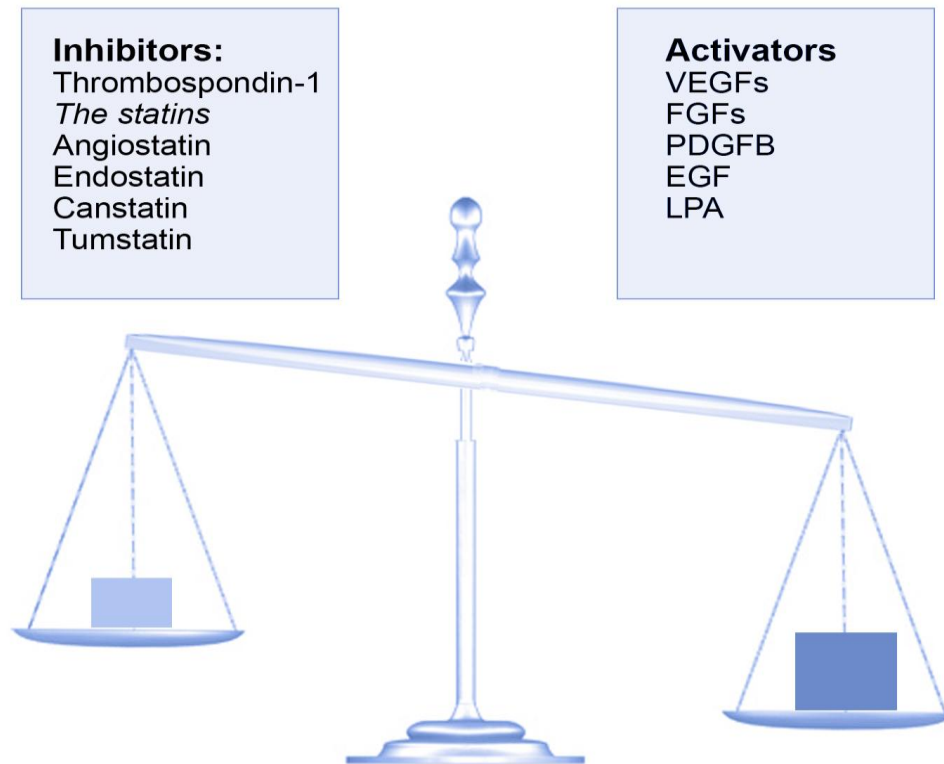 Inhibitors:
Thrombospondin-1
The statins
Angiostatin
Endostatin
Canstatin
Tumstatin
Activators
VEGFs
FGFs
PDGFB
EGF
LPA